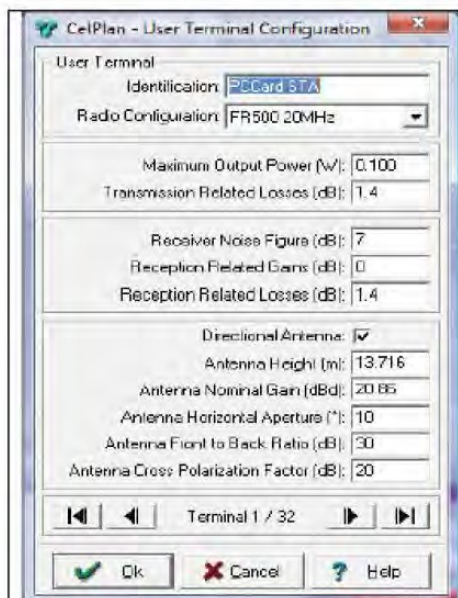 CelPlan - User Terminal Configuration
User Terminal
Identification: PCCard STA
Radio Configuration: FR500 20MHz
Maximum Output Power (W): 0.100
Transmission Related Losses (dB): 1.4
Receiver Noise Figure (dB): 7
Reception Related Gains (dB): 0
Reception Related Losses (dB): 1.4
Directional Antenna:
Antenna Height (m): 13.716
Antenna Nominal Gain (dBd): 20.85
Antenna Horizontal Aperture (°): 10
Antenna Front to Back Ratio (dB): 30
Antenna Cross Polarization Factor (dB): 20
Terminal 1 / 32
Ok Cancel ? Help